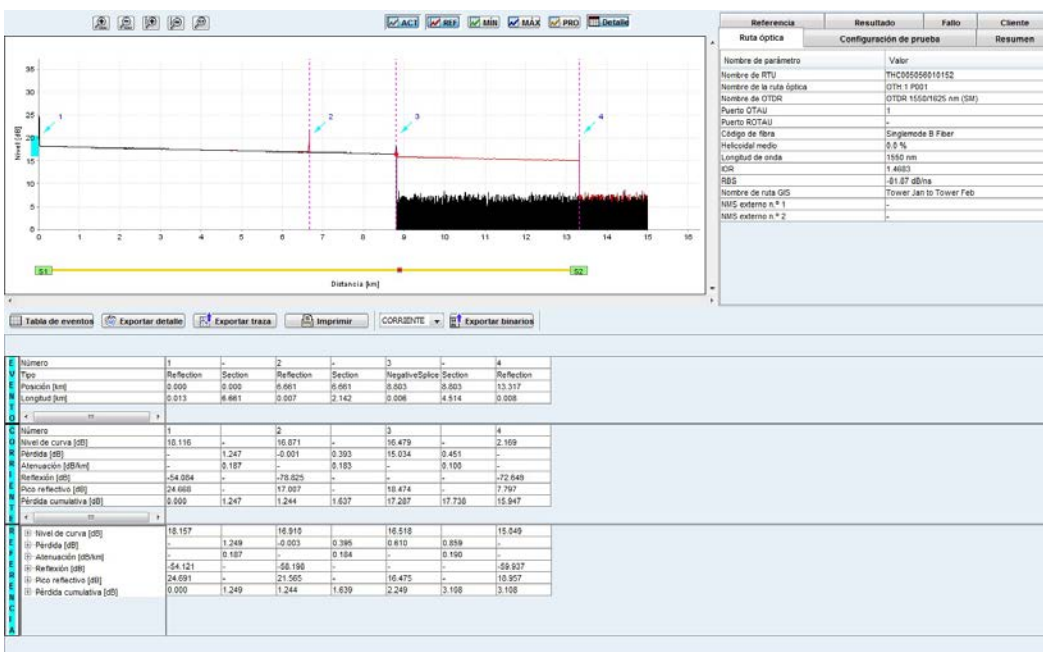 ACT REF MÍN MÁX PRO Detalle
Referencia Resultado Fallo Cliente
Ruta óptica Configuración de prueba Resumen
Nombre de parámetro Valor
Nombre de RTU THC005056010152
Nombre de la ruta óptica OTH:1 P001
Nombre de OTDR OTDR 1550/1625 nm (SM)
Puerto OTAU 1
Puerto ROTAU -
Código de fibra Singlemode B Fiber
Helicoidal medio 0.0 %
Longitud de onda 1550 nm
IOR 1.4683
RBS -81.87 dB/ns
Nombre de ruta GIS Tower Jan to Tower Feb
NMS externo n.º 1 -
NMS externo n.º 2 -
Nivel [dB]
35
30
25
20
15
10
5
0
1 2 3 4
0 1 2 3 4 5 6 7 8 9 10 11 12 13 14 15 16
S1 S2
Distancia [km]
Tabla de eventos Exportar detalle Exportar traza Imprimir CORRIENTE Exportar binarios
EVENTO
Número 1 - 2 - 3 - 4
Tipo Reflection Section Reflection Section NegativeSplice Section Reflection
Posición [km] 0.000 0.000 6.661 6.661 8.803 8.803 13.317
Longitud [km] 0.013 6.661 0.007 2.142 0.006 4.514 0.008
CORRIENTE
Número 1 2 3 4
Nivel de curva [dB] 18.116 - 16.871 - 16.479 - 2.169
Pérdida [dB] - 1.247 -0.001 0.393 15.034 0.451 -
Atenuación [dB/km] - 0.187 - 0.183 - 0.100 -
Reflexión [dB] -54.084 - -78.825 - - - -72.649
Pico reflectivo [dB] 24.668 - 17.087 - 18.474 - 7.797
Pérdida cumulativa [dB] 0.000 1.247 1.244 1.637 17.287 17.738 15.947
REFERENCIA
Nivel de curva [dB] 18.157 16.910 16.518 15.049
Pérdida [dB] - 1.249 -0.003 0.395 0.610 0.859 -
Atenuación [dB/km] - 0.187 - 0.184 - 0.190 -
Reflexión [dB] -54.121 - -58.198 - - - -59.937
Pico reflectivo [dB] 24.691 - 21.565 - 16.475 - 18.957
Pérdida cumulativa [dB] 0.000 1.249 1.244 1.639 2.249 3.108 3.108